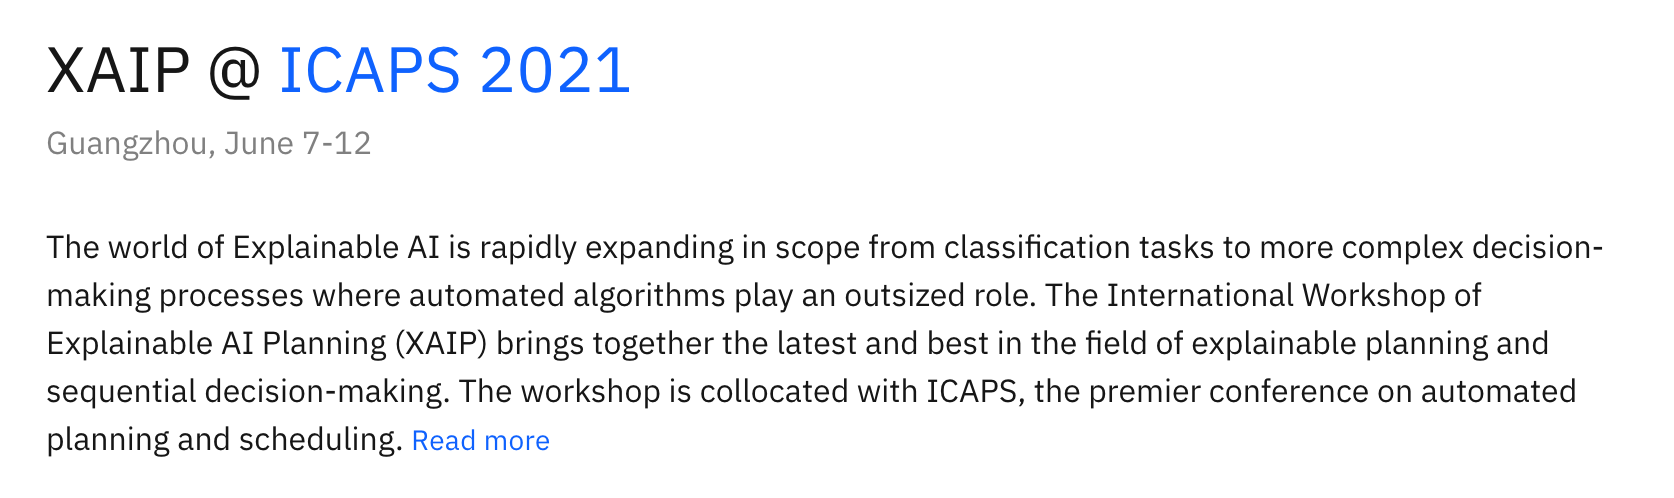 XAIP @ ICAPS 2021
Guangzhou, June 7-12
The world of Explainable AI is rapidly expanding in scope from classification tasks to more complex decision-
making processes where automated algorithms play an outsized role. The International Workshop of
Explainable AI Planning (XAIP) brings together the latest and best in the field of explainable planning and
sequential decision-making. The workshop is collocated with ICAPS, the premier conference on automated
planning and scheduling. Read more